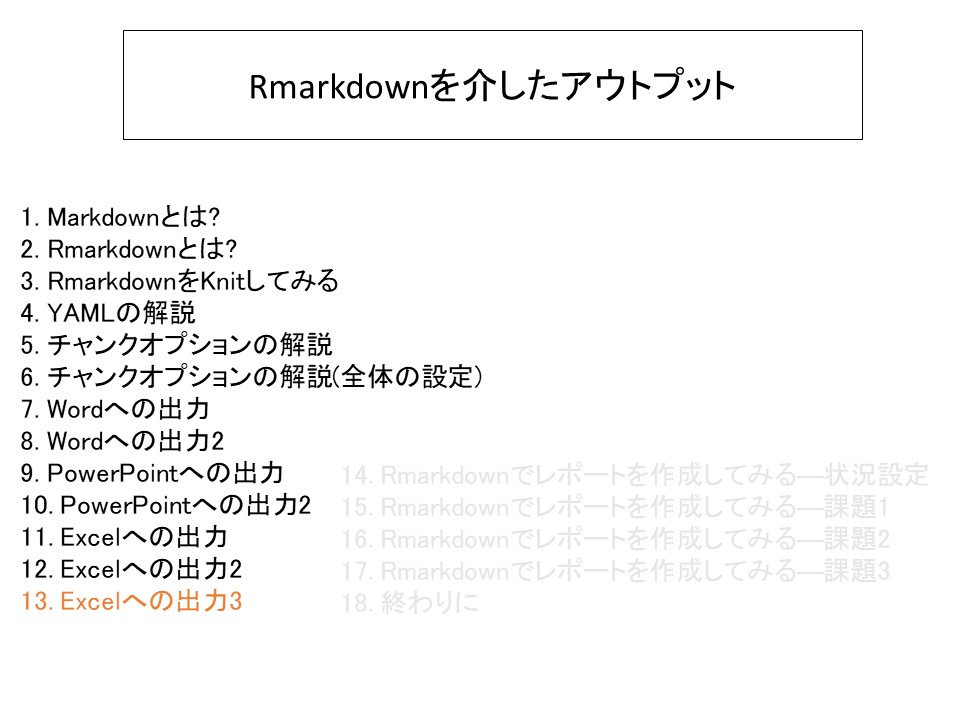 Rmarkdownを介したアウトプット
1. Markdownとは?
2. Rmarkdownとは?
3. RmarkdownをKnitしてみる
4. YAMLの解説
5. チャンクオプションの解説
6. チャンクオプションの解説(全体の設定)
7. Wordへの出力
8. Wordへの出力2
9. PowerPointへの出力
10. PowerPointへの出力2
11. Excelへの出力
12. Excelへの出力2
13. Excelへの出力3
14. Rmarkdownでレポートを作成してみる―状況設定
15. Rmarkdownでレポートを作成してみる―課題1
16. Rmarkdownでレポートを作成してみる―課題2
17. Rmarkdownでレポートを作成してみる―課題3
18. 終わりに